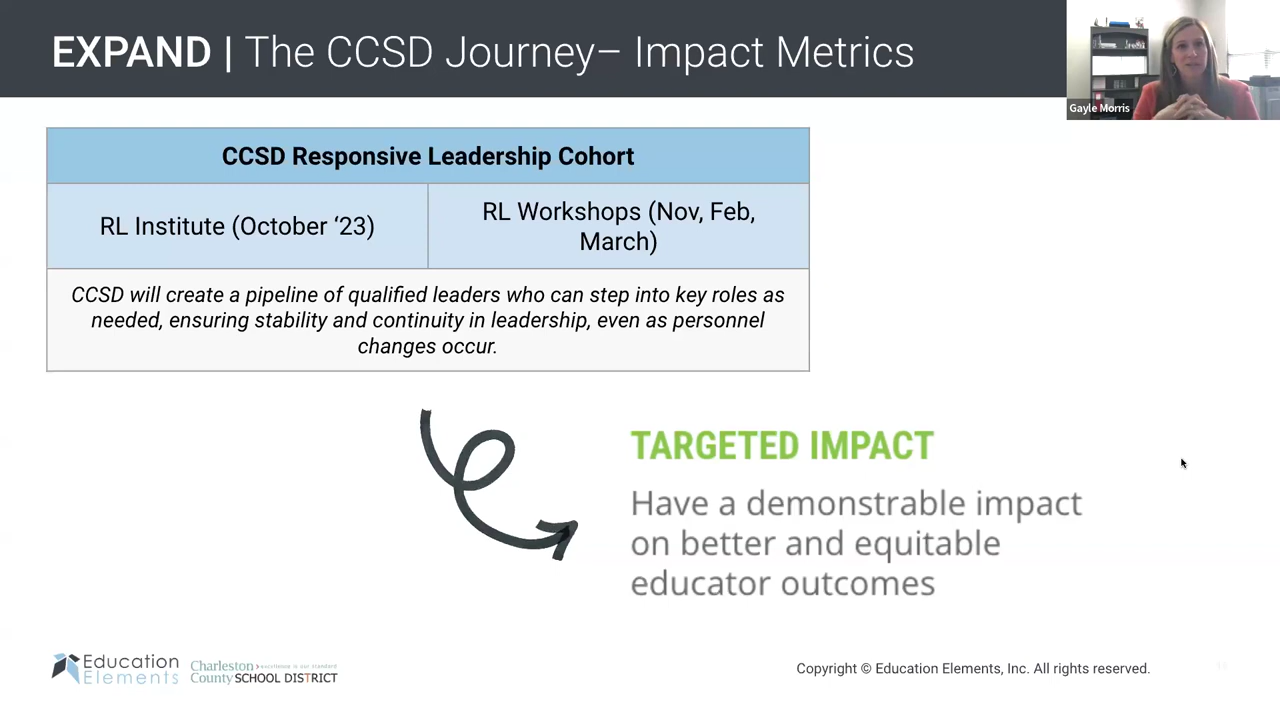 EXPAND | The CCSD Journey– Impact Metrics
Gayle Morris
CCSD Responsive Leadership Cohort
RL Institute (October ‘23)
RL Workshops (Nov, Feb,
March)
CCSD will create a pipeline of qualified leaders who can step into key roles as
needed, ensuring stability and continuity in leadership, even as personnel
changes occur.
TARGETED IMPACT
Have a demonstrable impact
on better and equitable
educator outcomes
Education
Elements
Charleston excellence is our standard
County SCHOOL DISTRICT
Copyright © Education Elements, Inc. All rights reserved.